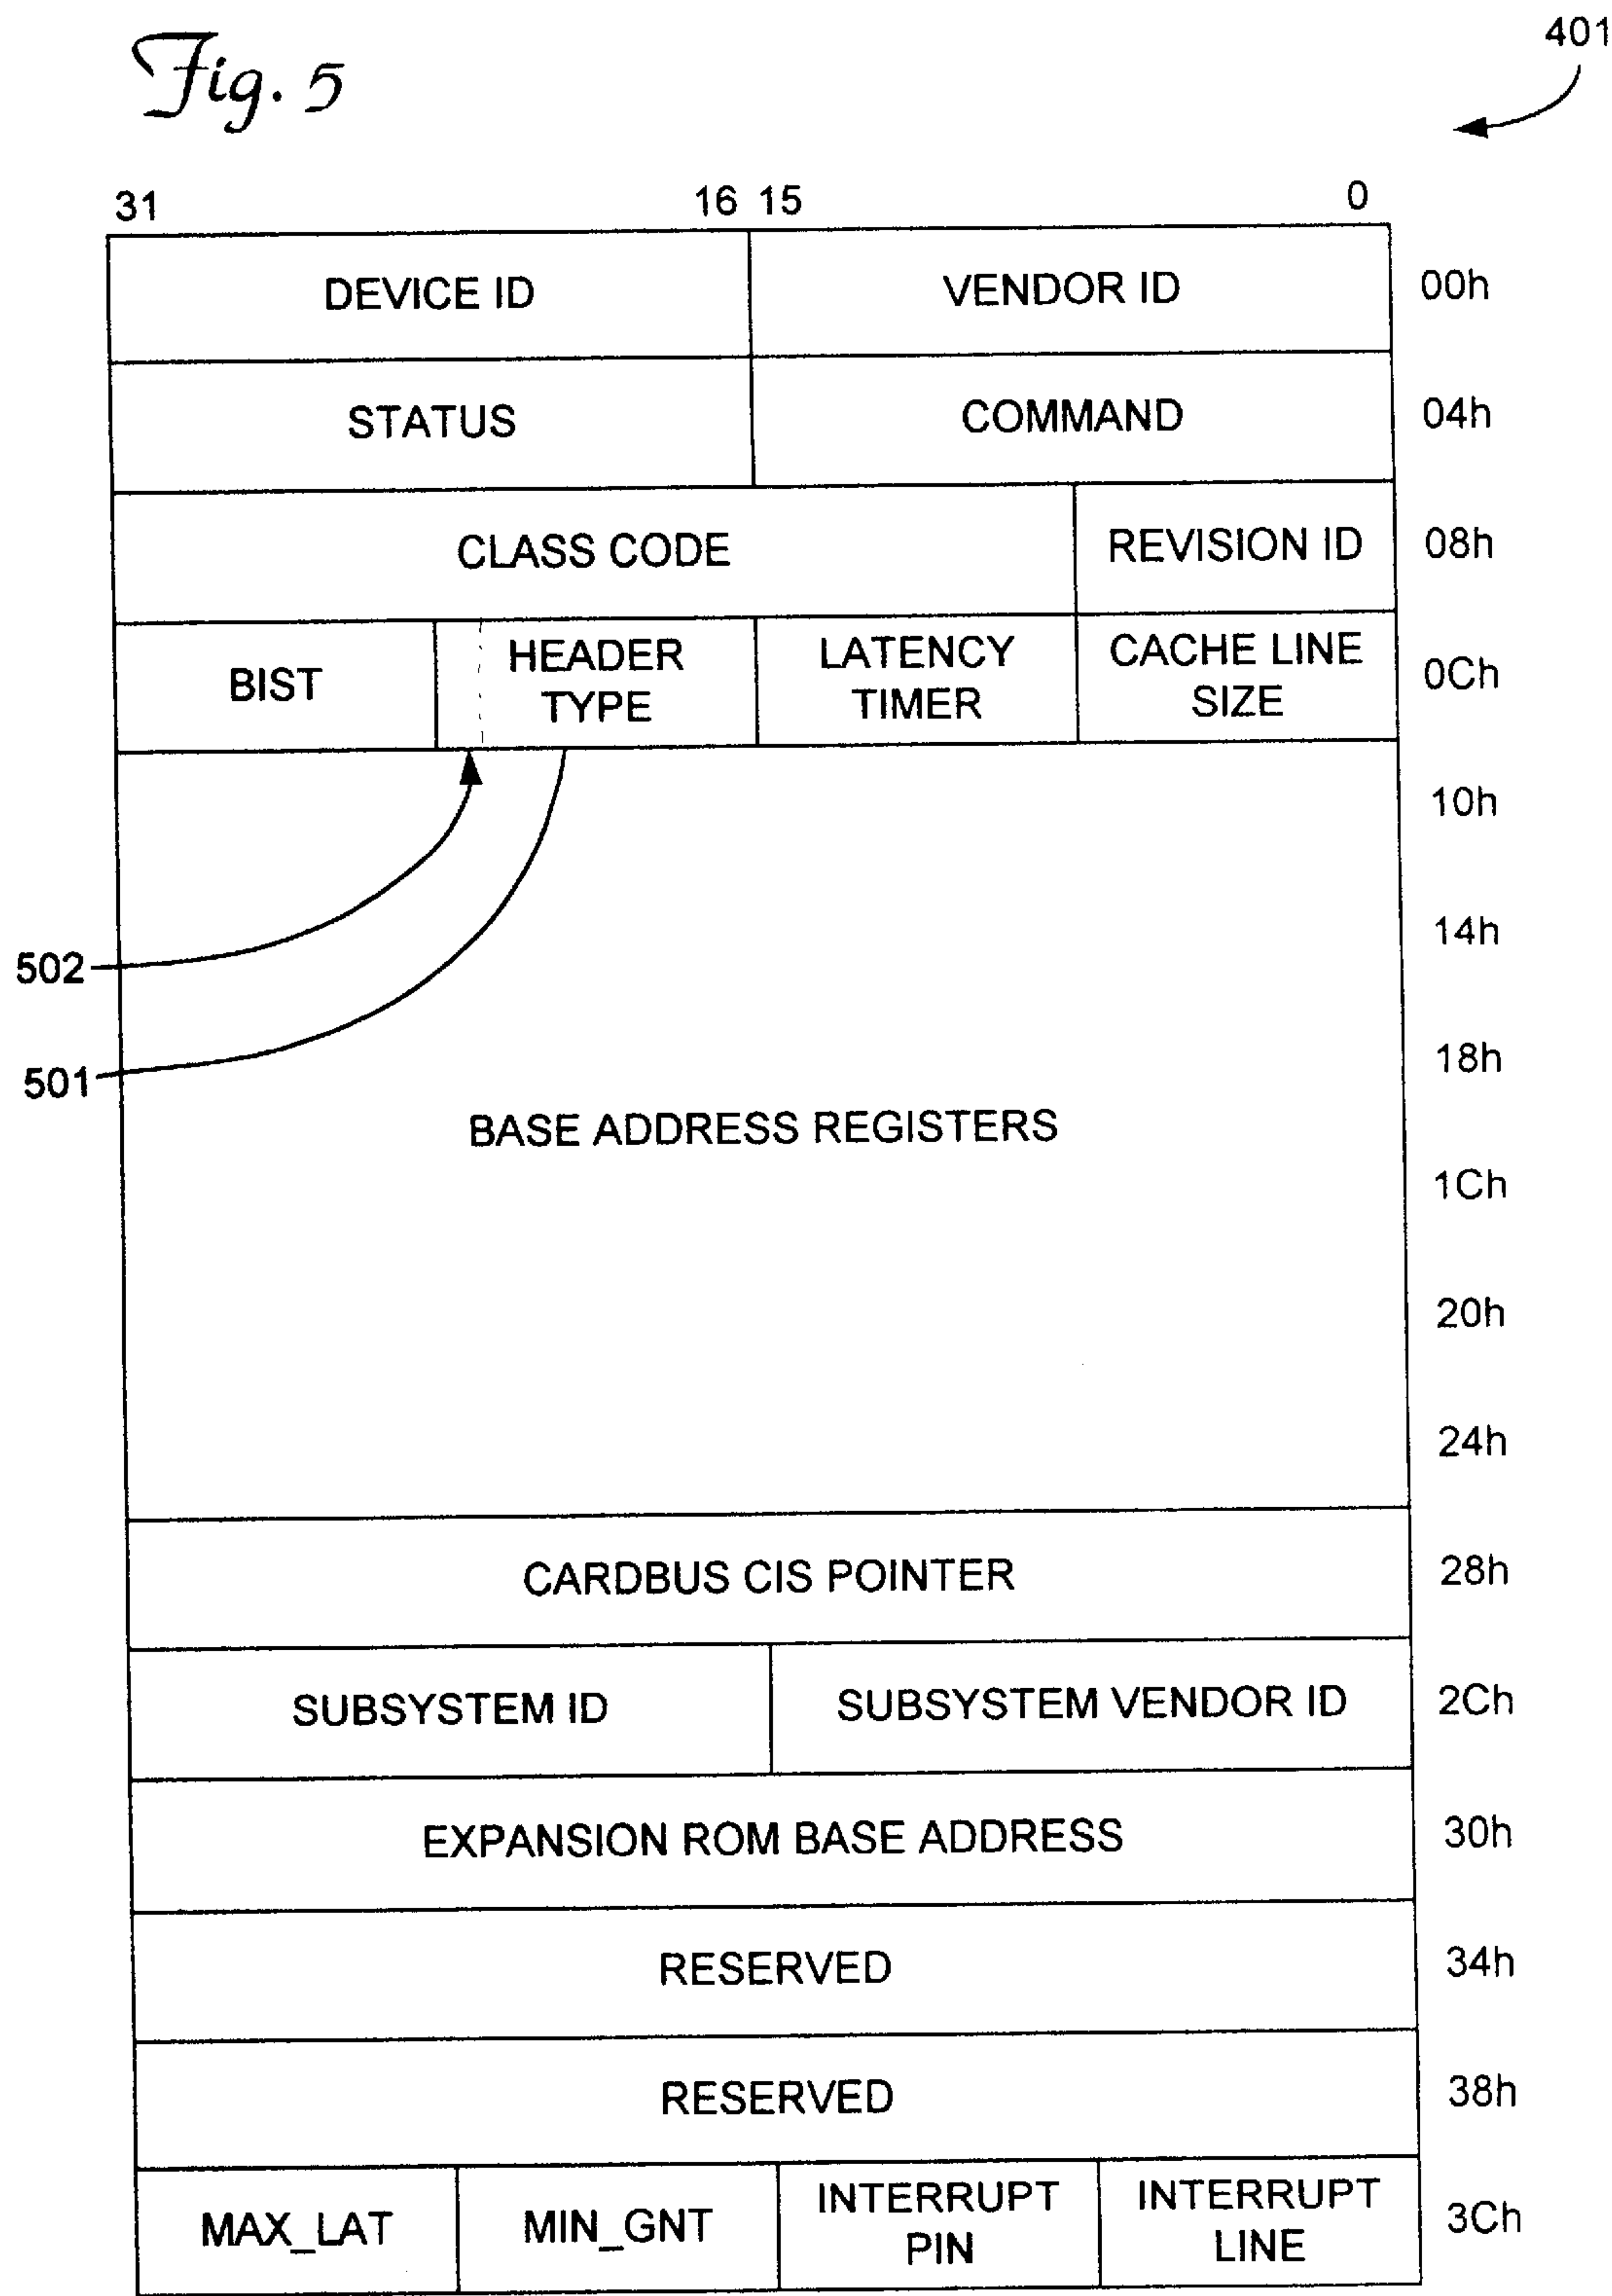 Fig. 5
401
31 16 15 0
DEVICE ID VENDOR ID 00h
STATUS COMMAND 04h
CLASS CODE REVISION ID 08h
BIST HEADER TYPE LATENCY TIMER CACHE LINE SIZE 0Ch
10h
14h
502
18h
501
BASE ADDRESS REGISTERS
1Ch
20h
24h
CARDBUS CIS POINTER 28h
SUBSYSTEM ID SUBSYSTEM VENDOR ID 2Ch
EXPANSION ROM BASE ADDRESS 30h
RESERVED 34h
RESERVED 38h
MAX_LAT MIN_GNT INTERRUPT PIN INTERRUPT LINE 3Ch